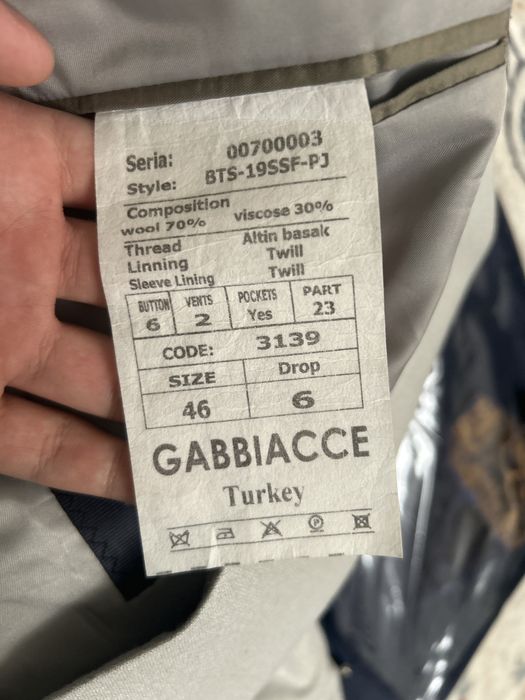 Seria: 00700003
Style: BTS-19SSF-PJ
Composition
wool 70% viscose 30%
Thread Altin basak
Linning Twill
Sleeve Lining Twill
BUTTON VENTS POCKETS PART
6 2 Yes 23
CODE: 3139
SIZE Drop
46 6
GABBIACCE
Turkey
P